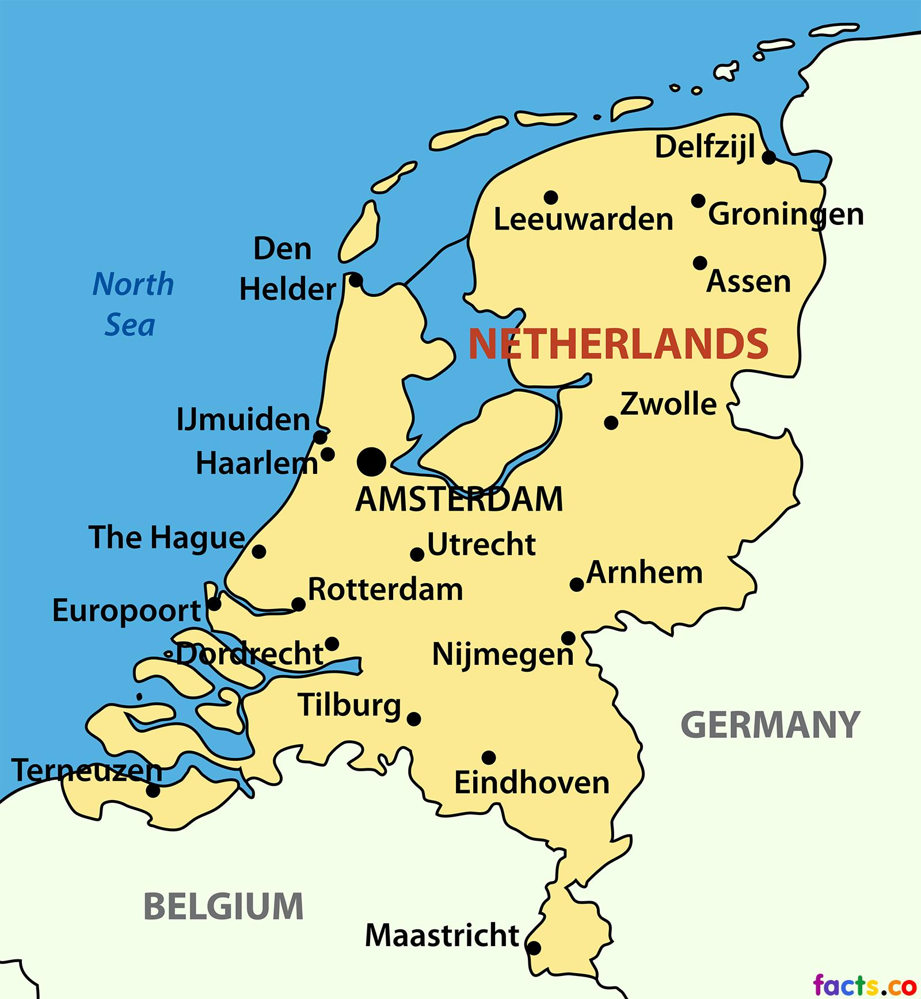 Delfzijl
Leeuwarden
Groningen
Den
Helder
Assen
North
Sea
NETHERLANDS
Zwolle
IJmuiden
Haarlem
AMSTERDAM
The Hague
Utrecht
Arnhem
Rotterdam
Europoort
Dordrecht
Nijmegen
Tilburg
GERMANY
Terneuzen
Eindhoven
BELGIUM
Maastricht
facts.co